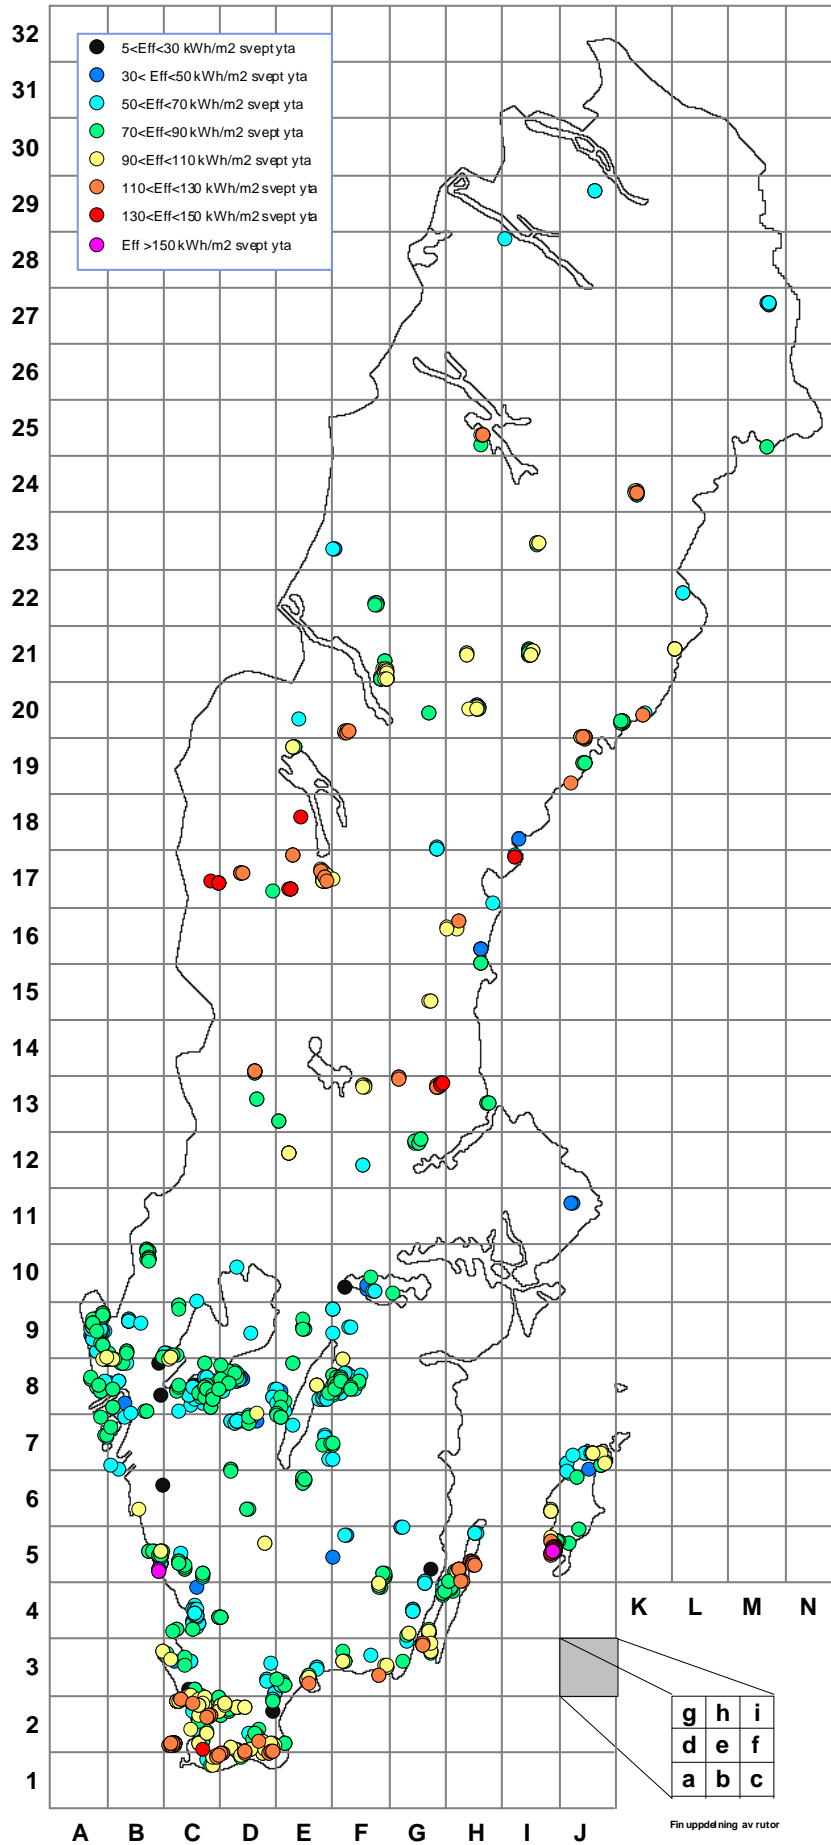 32
31
30
29
28
27
26
25
24
23
22
21
20
19
18
17
16
15
14
13
12
11
10
9
8
7
6
5
4
3
2
1
5<Eff<30 kWh/m2 svept yta
30< Eff<50 kWh/m2 svept yta
50<Eff<70 kWh/m2 svept yta
70<Eff<90 kWh/m2 svept yta
90<Eff<110 kWh/m2 svept yta
110<Eff<130 kWh/m2 svept yta
130<Eff<150 kWh/m2 svept yta
Eff >150 kWh/m2 svept yta
K L M N
g h i
d e f
a b c
Fin uppdelning av rutor
A B C D E F G H I J